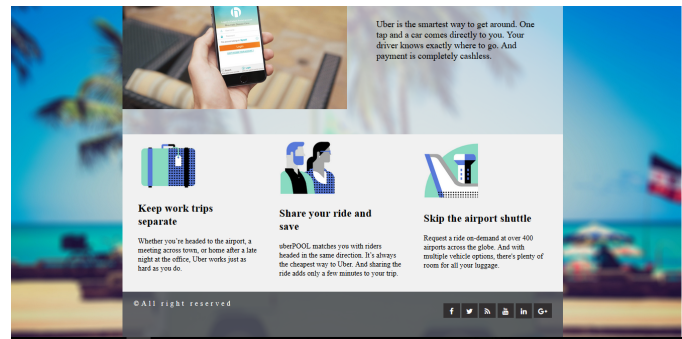 Uber is the smartest way to get around. One
tap and a car comes directly to you. Your
driver knows exactly where to go. And
payment is completely cashless.
Keep work trips
separate
Whether you're headed to the airport, a
meeting across town, or home after a late
night at the office, Uber works just as
hard as you do.
Share your ride and
save
uberPOOL matches you with riders
headed in the same direction. It's always
the cheapest way to Uber. And sharing the
ride adds only a few minutes to your trip.
Skip the airport shuttle
Request a ride on-demand at over 400
airports across the globe. And with
multiple vehicle options, there's plenty of
room for all your luggage.
©All right reserved